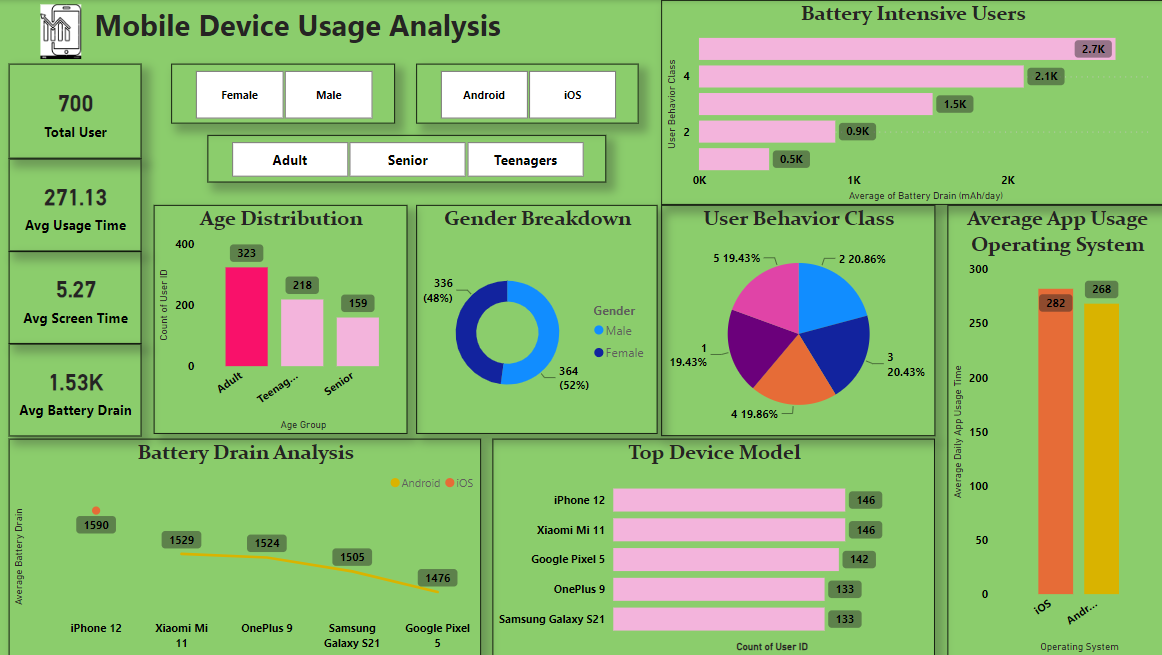 Mobile Device Usage Analysis
700
Total User
271.13
Avg Usage Time
5.27
Avg Screen Time
1.53K
Avg Battery Drain
Female
Male
Android
iOS
Adult
Senior
Teenagers
Battery Intensive Users
User Behavior Class
4
2
2.7K
2.1K
1.5K
0.9K
0.5K
0K
1K
2K
Average of Battery Drain (mAh/day)
Age Distribution
Count of User ID
400
200
0
323
218
159
Adult
Teenag...
Senior
Age Group
Gender Breakdown
336
(48%)
364
(52%)
Gender
Male
Female
User Behavior Class
5 19.43%
2 20.86%
1
19.43%
3
20.43%
4 19.86%
Average App Usage
Operating System
Average Daily App Usage Time
300
250
200
150
100
50
0
282
268
iOS
Andr...
Operating System
Battery Drain Analysis
Android
iOS
Average Battery Drain
1590
1529
1524
1505
1476
iPhone 12
Xiaomi Mi
11
OnePlus 9
Samsung
Galaxy S21
Google Pixel
5
Top Device Model
iPhone 12
146
Xiaomi Mi 11
146
Google Pixel 5
142
OnePlus 9
133
Samsung Galaxy S21
133
Count of User ID